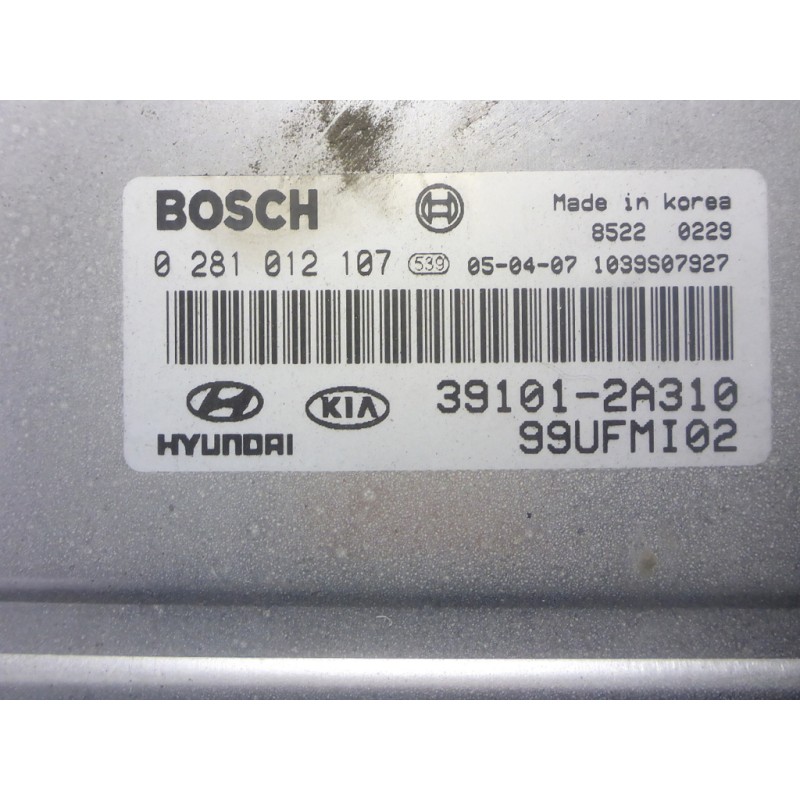 BOSCH
Made in korea
8522 0229
0 281 012 107 539 05-04-07 1039S07927
HYUNDAI KIA 39101-2A310
99UFMI02